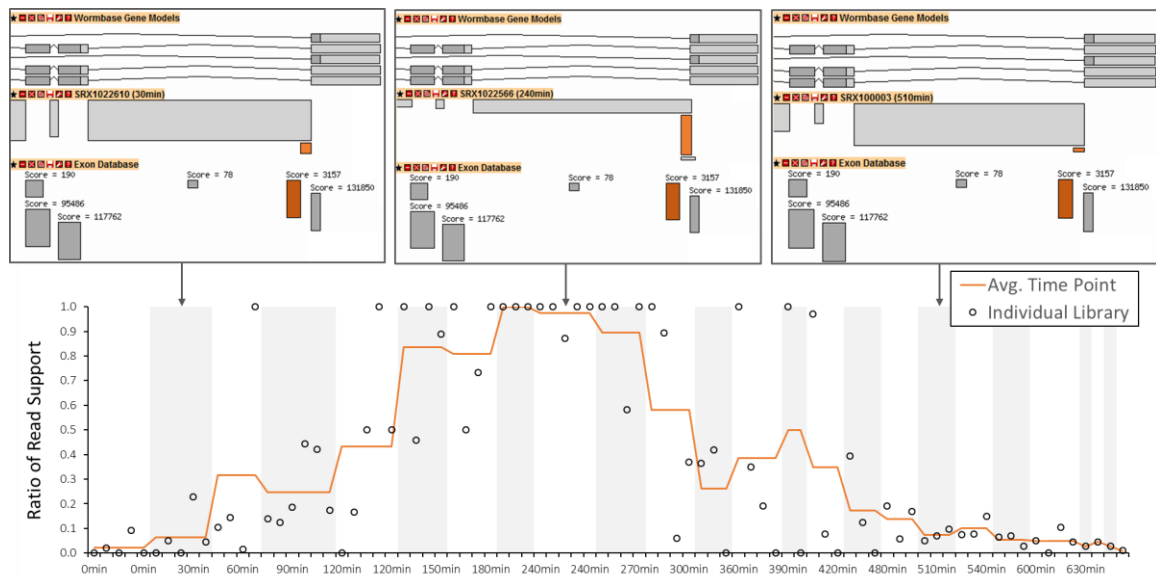 ★ Wormbase Gene Models
★ SRX1022610 (30min)
★ Exon Database
Score = 190
Score = 78
Score = 3157
Score = 131850
Score = 95486
Score = 117762
★ Wormbase Gene Models
★ SRX1022566 (240min)
★ Exon Database
Score = 190
Score = 78
Score = 3157
Score = 131850
Score = 95486
Score = 117762
★ Wormbase Gene Models
★ SRX100003 (510min)
★ Exon Database
Score = 190
Score = 78
Score = 3157
Score = 131850
Score = 95486
Score = 117762
Avg. Time Point
Individual Library
Ratio of Read Support
1.0
0.9
0.8
0.7
0.6
0.5
0.4
0.3
0.2
0.1
0.0
0min 0min 30min 60min 90min 120min 120min 150min 180min 240min 240min 270min 300min 360min 390min 420min 480min 510min 540min 600min 630min